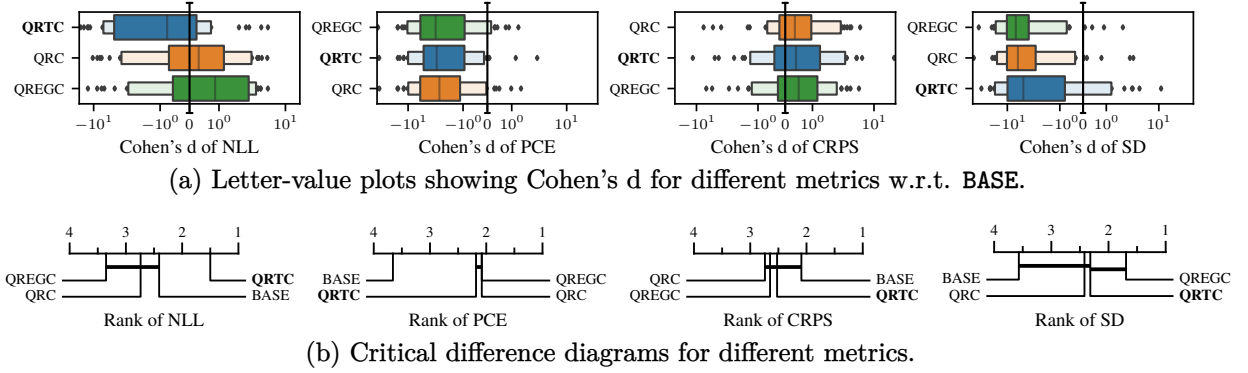 QRTC
QRC
QREGC
−10¹ −10⁰ 0 10⁰ 10¹
Cohen's d of NLL
QREGC
QRTC
QRC
−10¹ −10⁰ 0 10⁰ 10¹
Cohen's d of PCE
QRC
QRTC
QREGC
−10¹ −10⁰ 0 10⁰ 10¹
Cohen's d of CRPS
QREGC
QRC
QRTC
−10¹ −10⁰ 0 10⁰ 10¹
Cohen's d of SD
(a) Letter-value plots showing Cohen's d for different metrics w.r.t. BASE.
4 3 2 1
QREGC QRTC
QRC BASE
Rank of NLL
4 3 2 1
BASE QREGC
QRTC QRC
Rank of PCE
4 3 2 1
QRC BASE
QREGC QRTC
Rank of CRPS
4 3 2 1
BASE QREGC
QRC QRTC
Rank of SD
(b) Critical difference diagrams for different metrics.